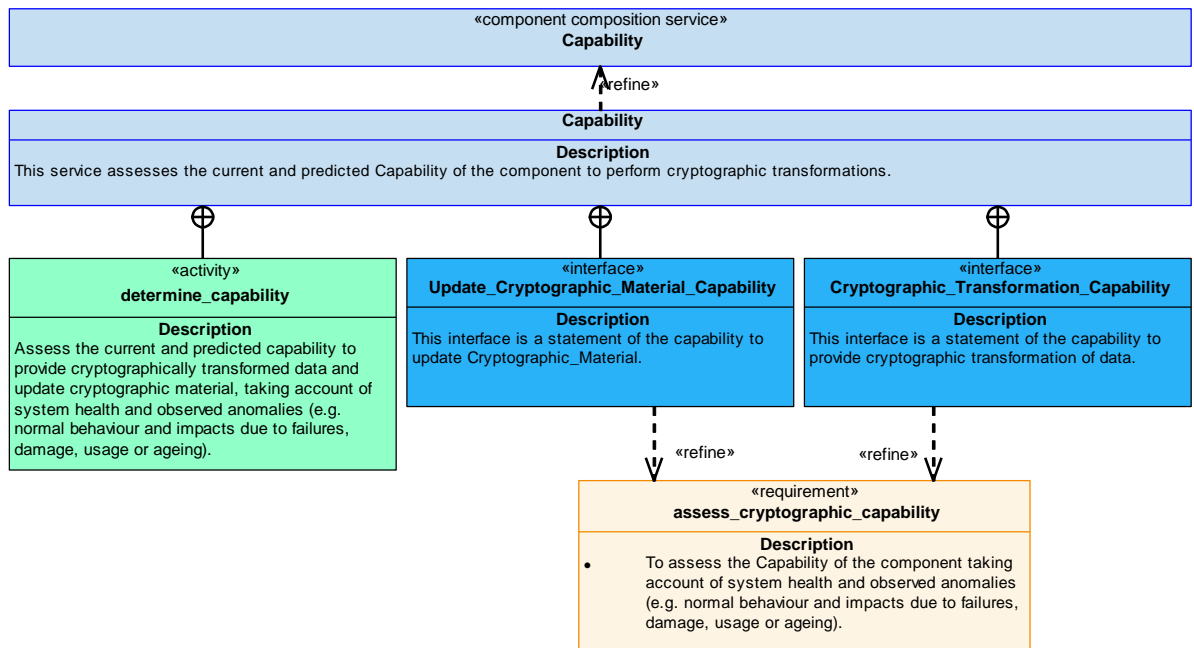 «component composition service»
Capability
«refine»
Capability
Description
This service assesses the current and predicted Capability of the component to perform cryptographic transformations.
«activity»
determine_capability
Description
Assess the current and predicted capability to
provide cryptographically transformed data and
update cryptographic material, taking account of
system health and observed anomalies (e.g.
normal behaviour and impacts due to failures,
damage, usage or ageing).
«interface»
Update_Cryptographic_Material_Capability
Description
This interface is a statement of the capability to
update Cryptographic_Material.
«interface»
Cryptographic_Transformation_Capability
Description
This interface is a statement of the capability to
provide cryptographic transformation of data.
«refine»
«refine»
«requirement»
assess_cryptographic_capability
Description
• To assess the Capability of the component taking
account of system health and observed anomalies
(e.g. normal behaviour and impacts due to failures,
damage, usage or ageing).